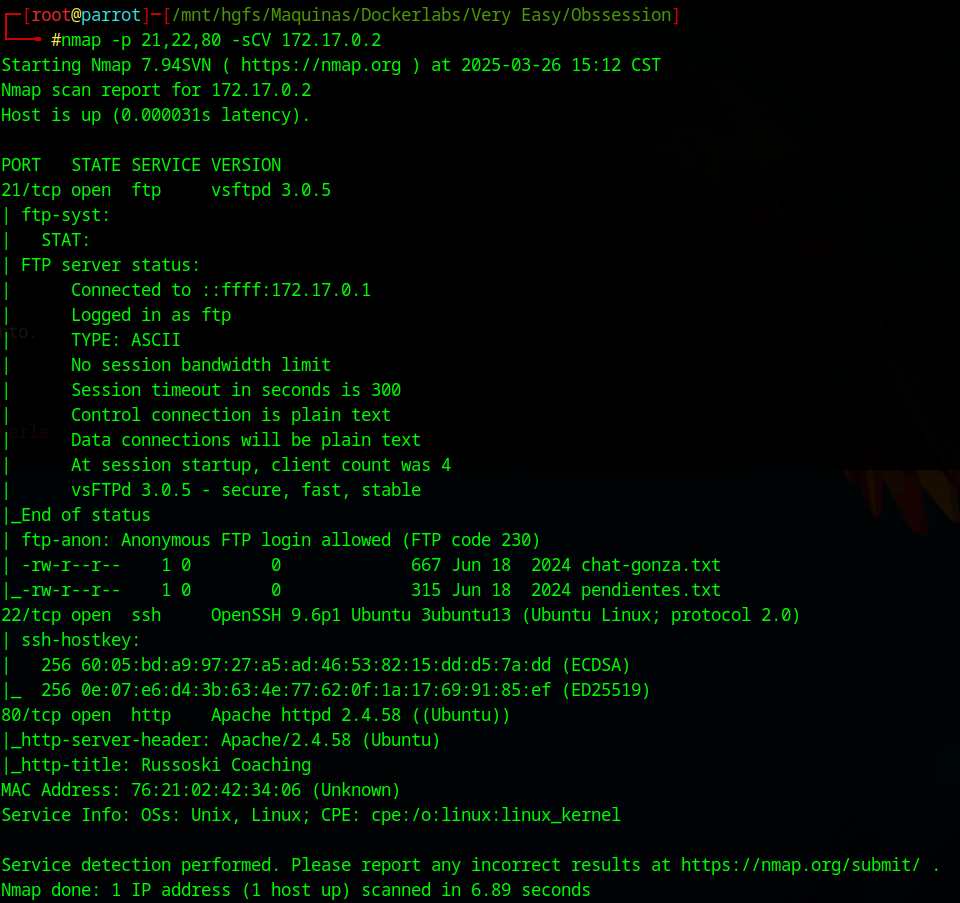 ┌─[root@parrot]─[/mnt/hgfs/Maquinas/Dockerlabs/Very Easy/Obssession]
└──╼ #nmap -p 21,22,80 -sCV 172.17.0.2
Starting Nmap 7.94SVN ( https://nmap.org ) at 2025-03-26 15:12 CST
Nmap scan report for 172.17.0.2
Host is up (0.000031s latency).

PORT   STATE SERVICE VERSION
21/tcp open  ftp     vsftpd 3.0.5
| ftp-syst:
|   STAT:
| FTP server status:
|      Connected to ::ffff:172.17.0.1
|      Logged in as ftp
|      TYPE: ASCII
|      No session bandwidth limit
|      Session timeout in seconds is 300
|      Control connection is plain text
|      Data connections will be plain text
|      At session startup, client count was 4
|      vsFTPd 3.0.5 - secure, fast, stable
|_End of status
| ftp-anon: Anonymous FTP login allowed (FTP code 230)
| -rw-r--r--    1 0        0             667 Jun 18  2024 chat-gonza.txt
|_-rw-r--r--    1 0        0             315 Jun 18  2024 pendientes.txt
22/tcp open  ssh     OpenSSH 9.6p1 Ubuntu 3ubuntu13 (Ubuntu Linux; protocol 2.0)
| ssh-hostkey:
|   256 60:05:bd:a9:97:27:a5:ad:46:53:82:15:dd:d5:7a:dd (ECDSA)
|_  256 0e:07:e6:d4:3b:63:4e:77:62:0f:1a:17:69:91:85:ef (ED25519)
80/tcp open  http    Apache httpd 2.4.58 ((Ubuntu))
|_http-server-header: Apache/2.4.58 (Ubuntu)
|_http-title: Russoski Coaching
MAC Address: 76:21:02:42:34:06 (Unknown)
Service Info: OSs: Unix, Linux; CPE: cpe:/o:linux:linux_kernel

Service detection performed. Please report any incorrect results at https://nmap.org/submit/ .
Nmap done: 1 IP address (1 host up) scanned in 6.89 seconds